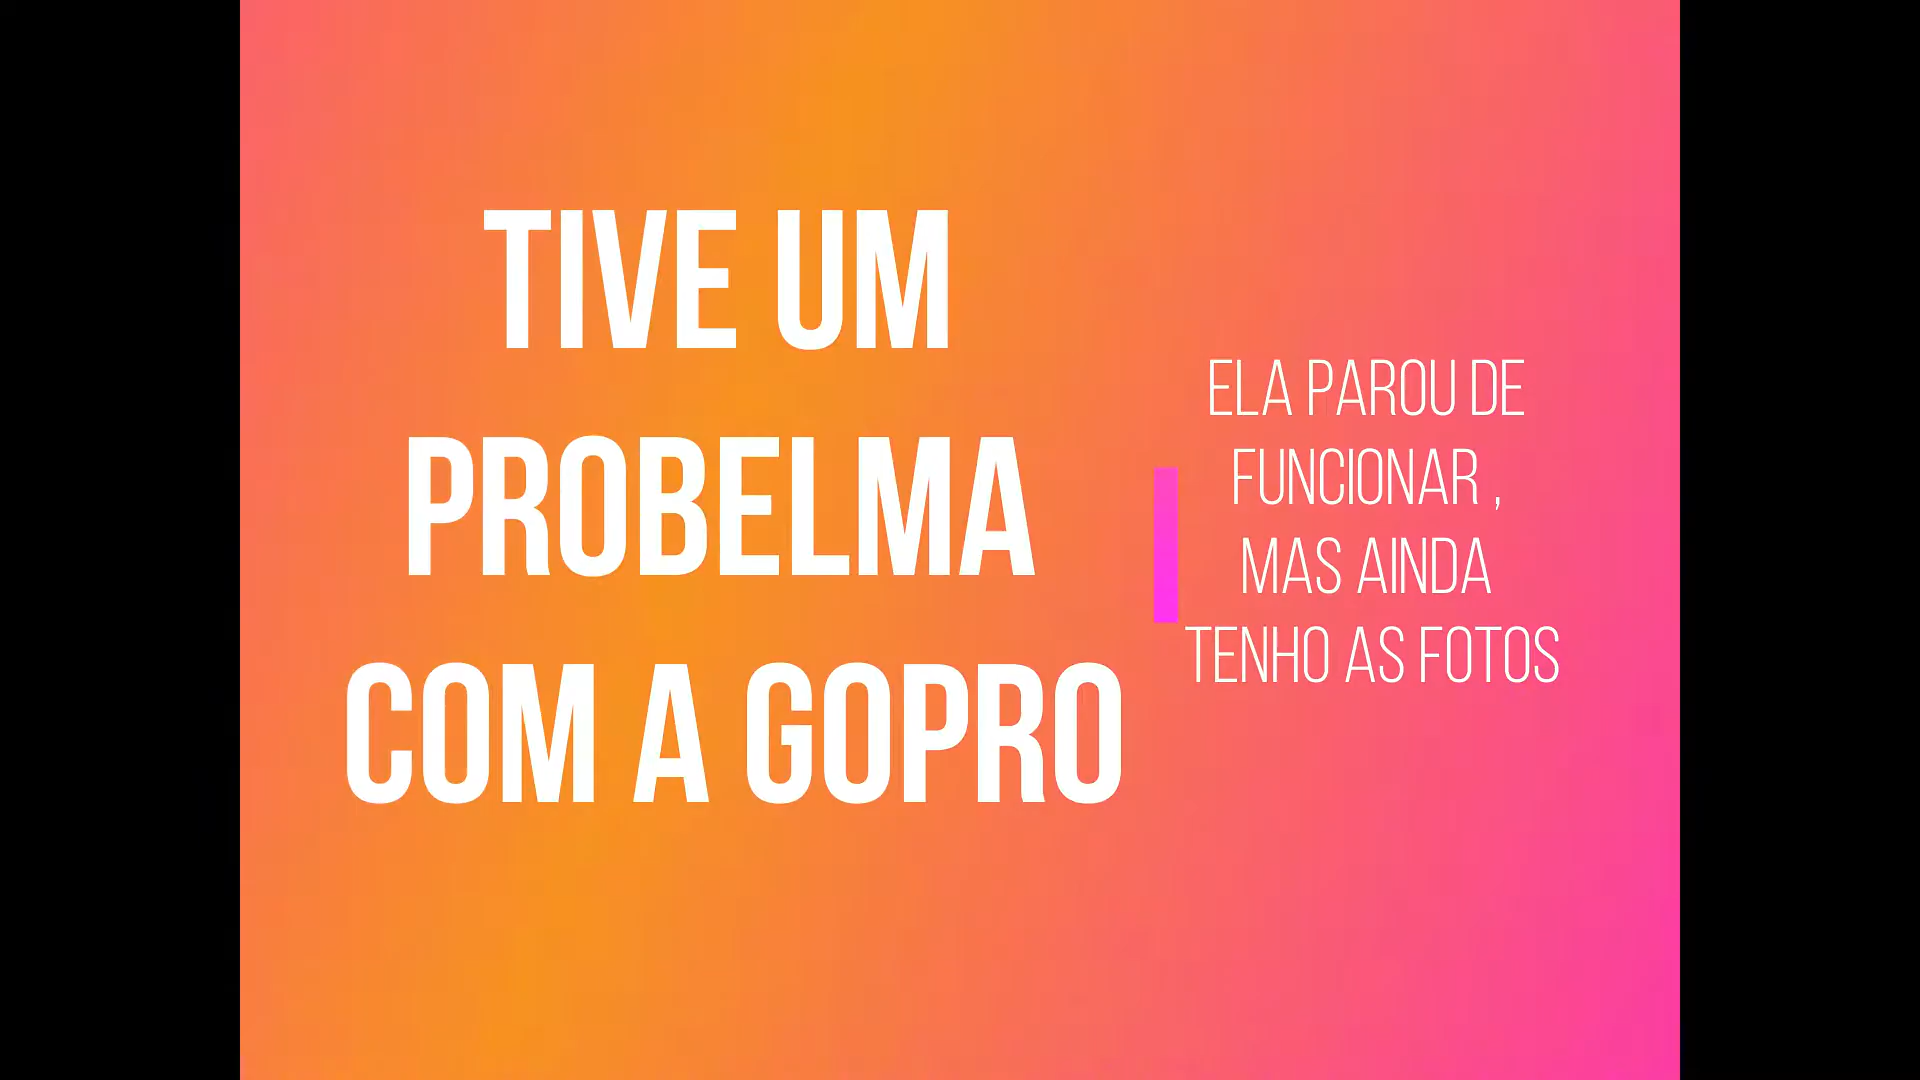 TIVE UM
PROBELMA
COM A GOPRO
ELA PAROU DE
FUNCIONAR ,
MAS AINDA
TENHO AS FOTOS